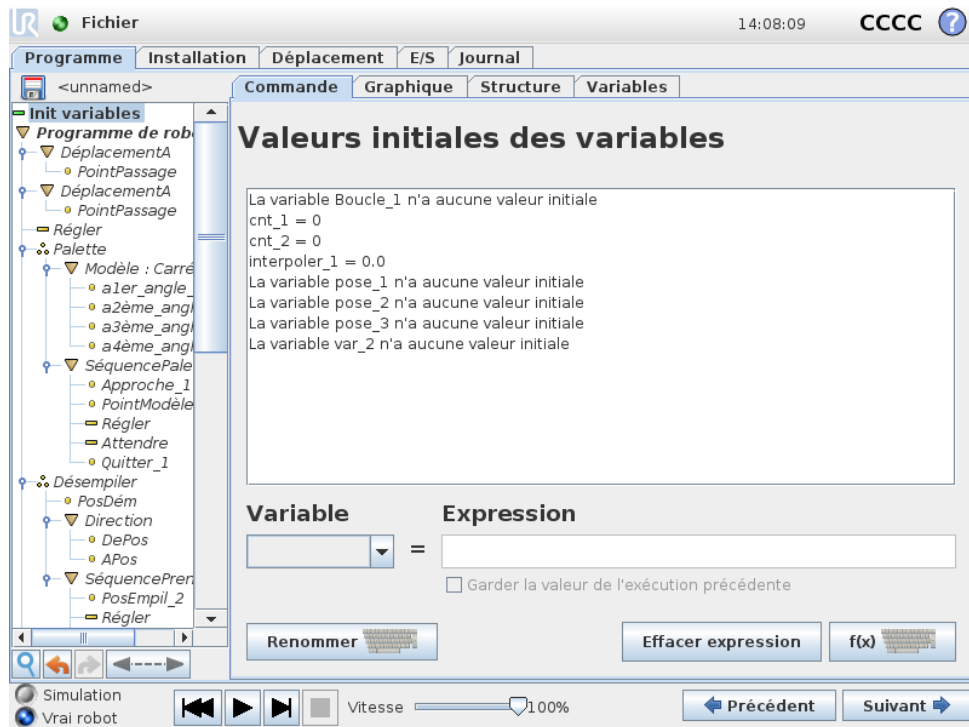 Fichier
14:08:09
CCCC
?
Programme Installation Déplacement E/S Journal
<unnamed>
Commande Graphique Structure Variables
Init variables
Programme de rob
DéplacementA
PointPassage
DéplacementA
PointPassage
Régler
Palette
Modèle : Carré
a1er_angle_
a2ème_angl
a3ème_angl
a4ème_angl
SéquencePale
Approche_1
PointModèle
Régler
Attendre
Quitter_1
Désempiler
PosDém
Direction
DePos
APos
SéquencePren
PosEmpil_2
Régler
Valeurs initiales des variables
La variable Boucle_1 n'a aucune valeur initiale
cnt_1 = 0
cnt_2 = 0
interpoler_1 = 0.0
La variable pose_1 n'a aucune valeur initiale
La variable pose_2 n'a aucune valeur initiale
La variable pose_3 n'a aucune valeur initiale
La variable var_2 n'a aucune valeur initiale
Variable Expression
=
Garder la valeur de l'exécution précédente
Renommer Effacer expression f(x)
Simulation
Vrai robot
Vitesse 100%
Précédent Suivant